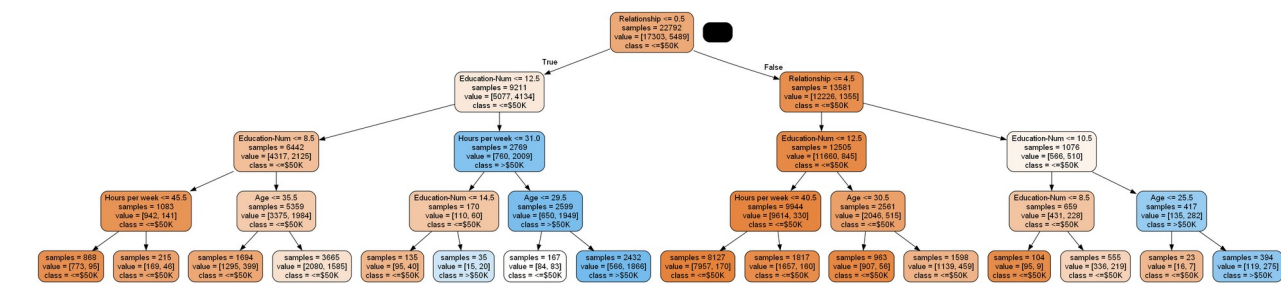 Relationship <= 0.5
samples = 22792
value = [17303, 5489]
class = <=$50K
True
False
Education-Num <= 12.5
samples = 9211
value = [5077, 4134]
class = <=$50K
Relationship <= 4.5
samples = 13581
value = [12226, 1355]
class = <=$50K
Education-Num <= 8.5
samples = 6442
value = [4317, 2125]
class = <=$50K
Hours per week <= 31.0
samples = 2769
value = [760, 2009]
class = >$50K
Education-Num <= 12.5
samples = 12505
value = [11660, 845]
class = <=$50K
Education-Num <= 10.5
samples = 1076
value = [566, 510]
class = <=$50K
Hours per week <= 45.5
samples = 1083
value = [942, 141]
class = <=$50K
Age <= 35.5
samples = 5359
value = [3375, 1984]
class = <=$50K
Education-Num <= 14.5
samples = 170
value = [110, 60]
class = <=$50K
Age <= 29.5
samples = 2599
value = [650, 1949]
class = >$50K
Hours per week <= 40.5
samples = 9944
value = [9614, 330]
class = <=$50K
Age <= 30.5
samples = 2561
value = [2046, 515]
class = <=$50K
Education-Num <= 8.5
samples = 659
value = [431, 228]
class = <=$50K
Age <= 25.5
samples = 417
value = [135, 282]
class = >$50K
samples = 868
value = [773, 95]
class = <=$50K
samples = 215
value = [169, 46]
class = <=$50K
samples = 1694
value = [1295, 399]
class = <=$50K
samples = 3665
value = [2080, 1585]
class = <=$50K
samples = 135
value = [95, 40]
class = <=$50K
samples = 35
value = [15, 20]
class = >$50K
samples = 167
value = [84, 83]
class = <=$50K
samples = 2432
value = [566, 1866]
class = >$50K
samples = 8127
value = [7957, 170]
class = <=$50K
samples = 1817
value = [1657, 160]
class = <=$50K
samples = 963
value = [907, 56]
class = <=$50K
samples = 1598
value = [1139, 459]
class = <=$50K
samples = 104
value = [95, 9]
class = <=$50K
samples = 555
value = [336, 219]
class = <=$50K
samples = 23
value = [16, 7]
class = <=$50K
samples = 394
value = [119, 275]
class = >$50K